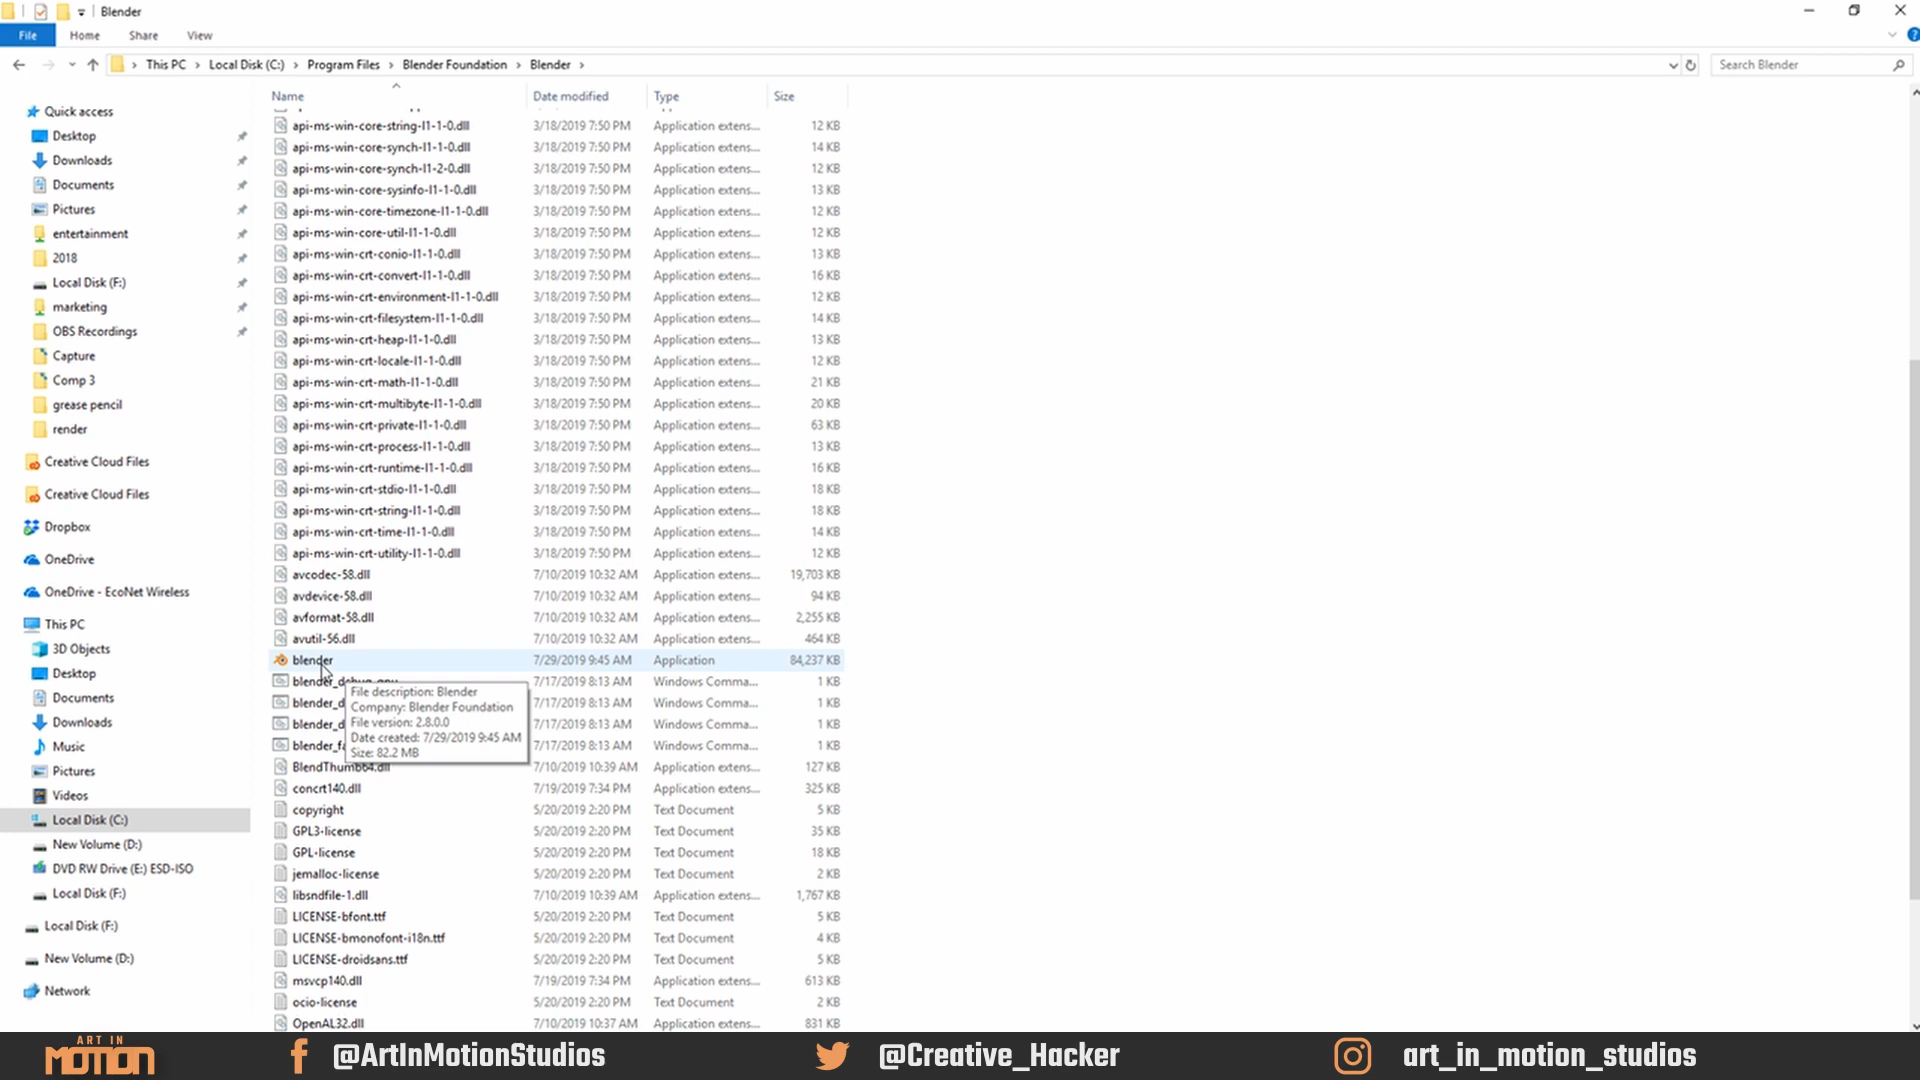 Blender
File Home Share View
This PC › Local Disk (C:) › Program Files › Blender Foundation › Blender ›
Search Blender
Name Date modified Type Size
Quick access
Desktop
Downloads
Documents
Pictures
entertainment
2018
Local Disk (F:)
marketing
OBS Recordings
Capture
Comp 3
grease pencil
render
Creative Cloud Files
Creative Cloud Files
Dropbox
OneDrive
OneDrive - EcoNet Wireless
This PC
3D Objects
Desktop
Documents
Downloads
Music
Pictures
Videos
Local Disk (C:)
New Volume (D:)
DVD RW Drive (E:) ESD-ISO
Local Disk (F:)
Local Disk (F:)
New Volume (D:)
Network
api-ms-win-core-string-l1-1-0.dll 3/18/2019 7:50 PM Application extens... 12 KB
api-ms-win-core-synch-l1-1-0.dll 3/18/2019 7:50 PM Application extens... 14 KB
api-ms-win-core-synch-l1-2-0.dll 3/18/2019 7:50 PM Application extens... 12 KB
api-ms-win-core-sysinfo-l1-1-0.dll 3/18/2019 7:50 PM Application extens... 13 KB
api-ms-win-core-timezone-l1-1-0.dll 3/18/2019 7:50 PM Application extens... 12 KB
api-ms-win-core-util-l1-1-0.dll 3/18/2019 7:50 PM Application extens... 12 KB
api-ms-win-crt-conio-l1-1-0.dll 3/18/2019 7:50 PM Application extens... 13 KB
api-ms-win-crt-convert-l1-1-0.dll 3/18/2019 7:50 PM Application extens... 16 KB
api-ms-win-crt-environment-l1-1-0.dll 3/18/2019 7:50 PM Application extens... 12 KB
api-ms-win-crt-filesystem-l1-1-0.dll 3/18/2019 7:50 PM Application extens... 14 KB
api-ms-win-crt-heap-l1-1-0.dll 3/18/2019 7:50 PM Application extens... 13 KB
api-ms-win-crt-locale-l1-1-0.dll 3/18/2019 7:50 PM Application extens... 12 KB
api-ms-win-crt-math-l1-1-0.dll 3/18/2019 7:50 PM Application extens... 21 KB
api-ms-win-crt-multibyte-l1-1-0.dll 3/18/2019 7:50 PM Application extens... 20 KB
api-ms-win-crt-private-l1-1-0.dll 3/18/2019 7:50 PM Application extens... 63 KB
api-ms-win-crt-process-l1-1-0.dll 3/18/2019 7:50 PM Application extens... 13 KB
api-ms-win-crt-runtime-l1-1-0.dll 3/18/2019 7:50 PM Application extens... 16 KB
api-ms-win-crt-stdio-l1-1-0.dll 3/18/2019 7:50 PM Application extens... 18 KB
api-ms-win-crt-string-l1-1-0.dll 3/18/2019 7:50 PM Application extens... 18 KB
api-ms-win-crt-time-l1-1-0.dll 3/18/2019 7:50 PM Application extens... 14 KB
api-ms-win-crt-utility-l1-1-0.dll 3/18/2019 7:50 PM Application extens... 12 KB
avcodec-58.dll 7/10/2019 10:32 AM Application extens... 19,703 KB
avdevice-58.dll 7/10/2019 10:32 AM Application extens... 94 KB
avformat-58.dll 7/10/2019 10:32 AM Application extens... 2,255 KB
avutil-56.dll 7/10/2019 10:32 AM Application extens... 464 KB
blender 7/29/2019 9:45 AM Application 84,237 KB
blender_debug_gpu 7/17/2019 8:13 AM Windows Comma... 1 KB
blender_d 7/17/2019 8:13 AM Windows Comma... 1 KB
blender_d 7/17/2019 8:13 AM Windows Comma... 1 KB
blender_fa 7/17/2019 8:13 AM Windows Comma... 1 KB
File description: Blender
Company: Blender Foundation
File version: 2.8.0.0
Date created: 7/29/2019 9:45 AM
Size: 82.2 MB
BlendThumb64.dll 7/10/2019 10:39 AM Application extens... 127 KB
concrt140.dll 7/19/2019 7:34 PM Application extens... 325 KB
copyright 5/20/2019 2:20 PM Text Document 5 KB
GPL3-license 5/20/2019 2:20 PM Text Document 35 KB
GPL-license 5/20/2019 2:20 PM Text Document 18 KB
jemalloc-license 5/20/2019 2:20 PM Text Document 2 KB
libsndfile-1.dll 7/10/2019 10:39 AM Application extens... 1,767 KB
LICENSE-bfont.ttf 5/20/2019 2:20 PM Text Document 5 KB
LICENSE-bmonofont-i18n.ttf 5/20/2019 2:20 PM Text Document 4 KB
LICENSE-droidsans.ttf 5/20/2019 2:20 PM Text Document 5 KB
msvcp140.dll 7/19/2019 7:34 PM Application extens... 613 KB
ocio-license 5/20/2019 2:20 PM Text Document 2 KB
OpenAL32.dll 7/10/2019 10:37 AM Application extens... 831 KB
ART IN
MOTION
@ArtInMotionStudios
@Creative_Hacker
art_in_motion_studios